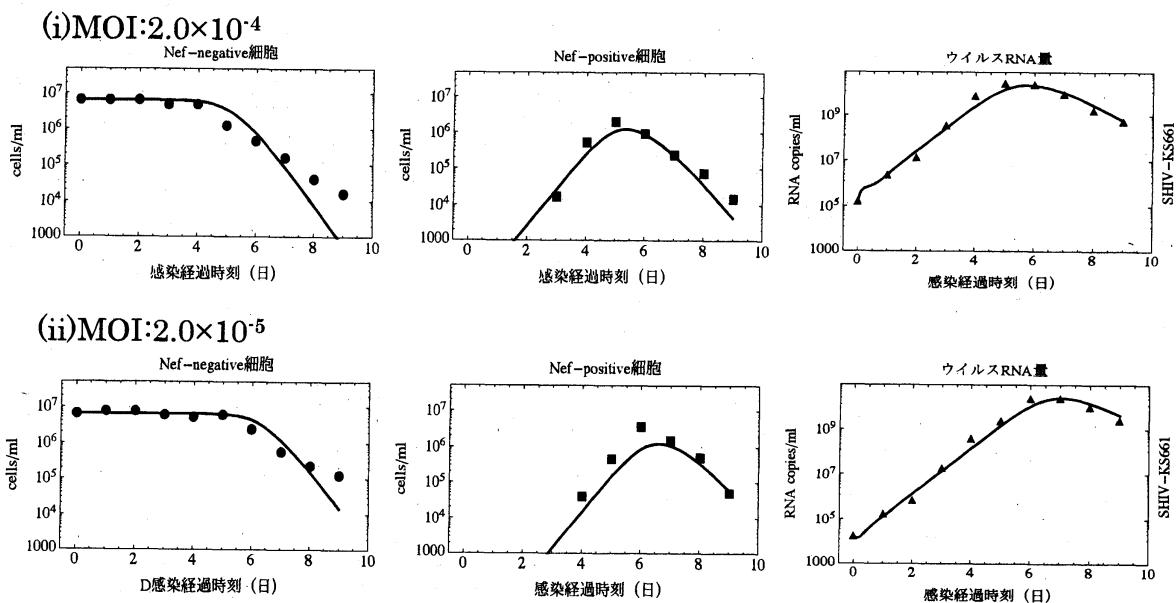 (i)MOI:2.0×10⁻⁴
Nef−negative細胞
Nef−positive細胞
ウイルスRNA量
cells/ml
10⁷
10⁶
10⁵
10⁴
1000
0 2 4 6 8 10
感染経過時刻（日）
cells/ml
10⁷
10⁶
10⁵
10⁴
1000
0 2 4 6 8 10
感染経過時刻（日）
RNA copies/ml
10⁹
10⁷
10⁵
1000
0 2 4 6 8 10
感染経過時刻（日）
SHIV−KS661
(ii)MOI:2.0×10⁻⁵
Nef−negative細胞
Nef−positive細胞
ウイルスRNA量
cells/ml
10⁷
10⁶
10⁵
10⁴
1000
0 2 4 6 8 10
D感染経過時刻（日）
cells/ml
10⁷
10⁶
10⁵
10⁴
1000
0 2 4 6 8 10
感染経過時刻（日）
RNA copies/ml
10⁹
10⁷
10⁵
1000
0 2 4 6 8 10
感染経過時刻（日）
SHIV−KS661